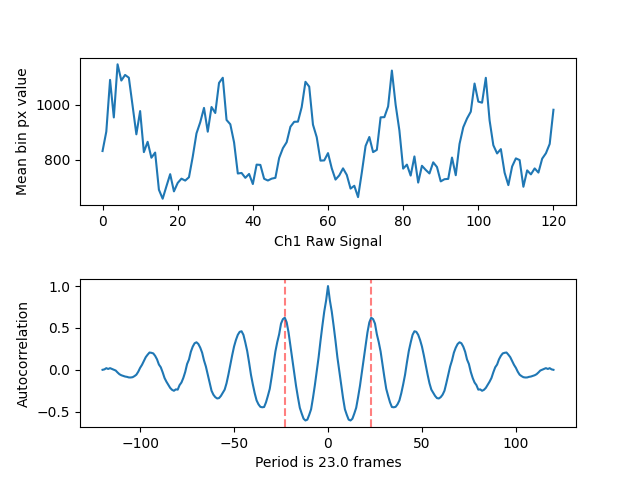 1000
800
Mean bin px value
0 20 40 60 80 100 120
Ch1 Raw Signal
1.0
0.5
0.0
−0.5
Autocorrelation
−100 −50 0 50 100
Period is 23.0 frames